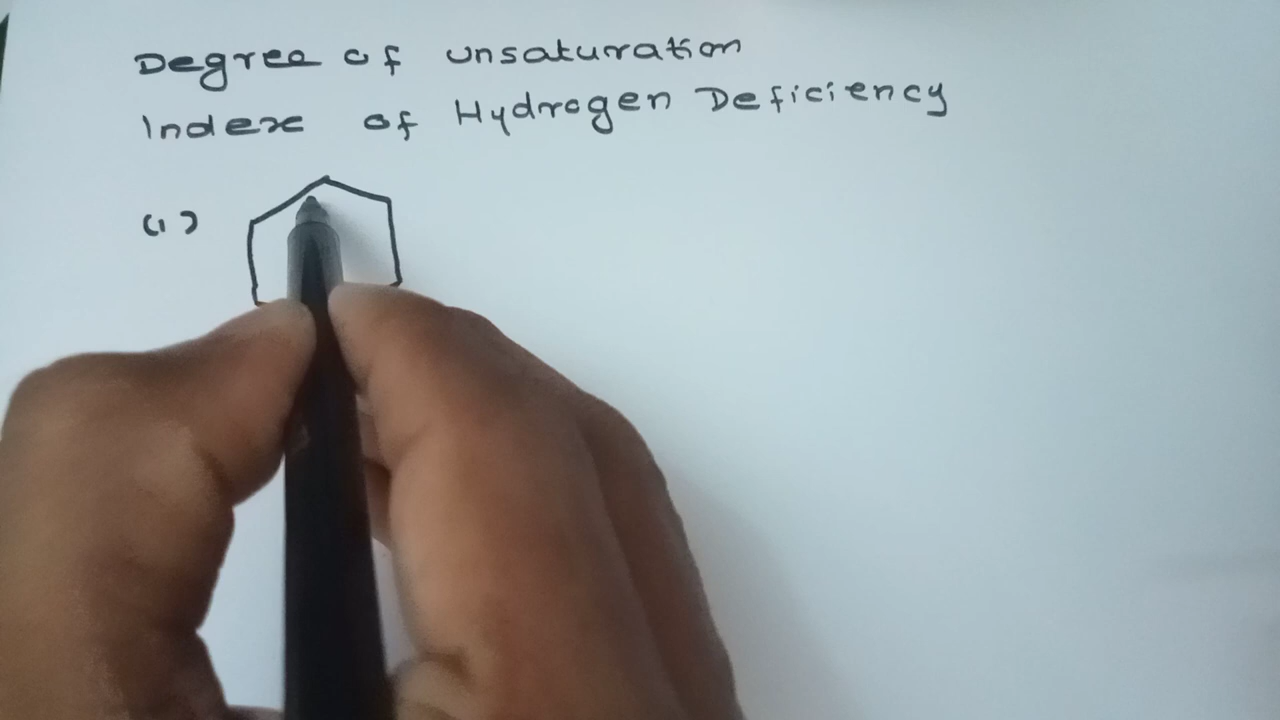 Degree of unsaturation
Index of Hydrogen Deficiency
(1)